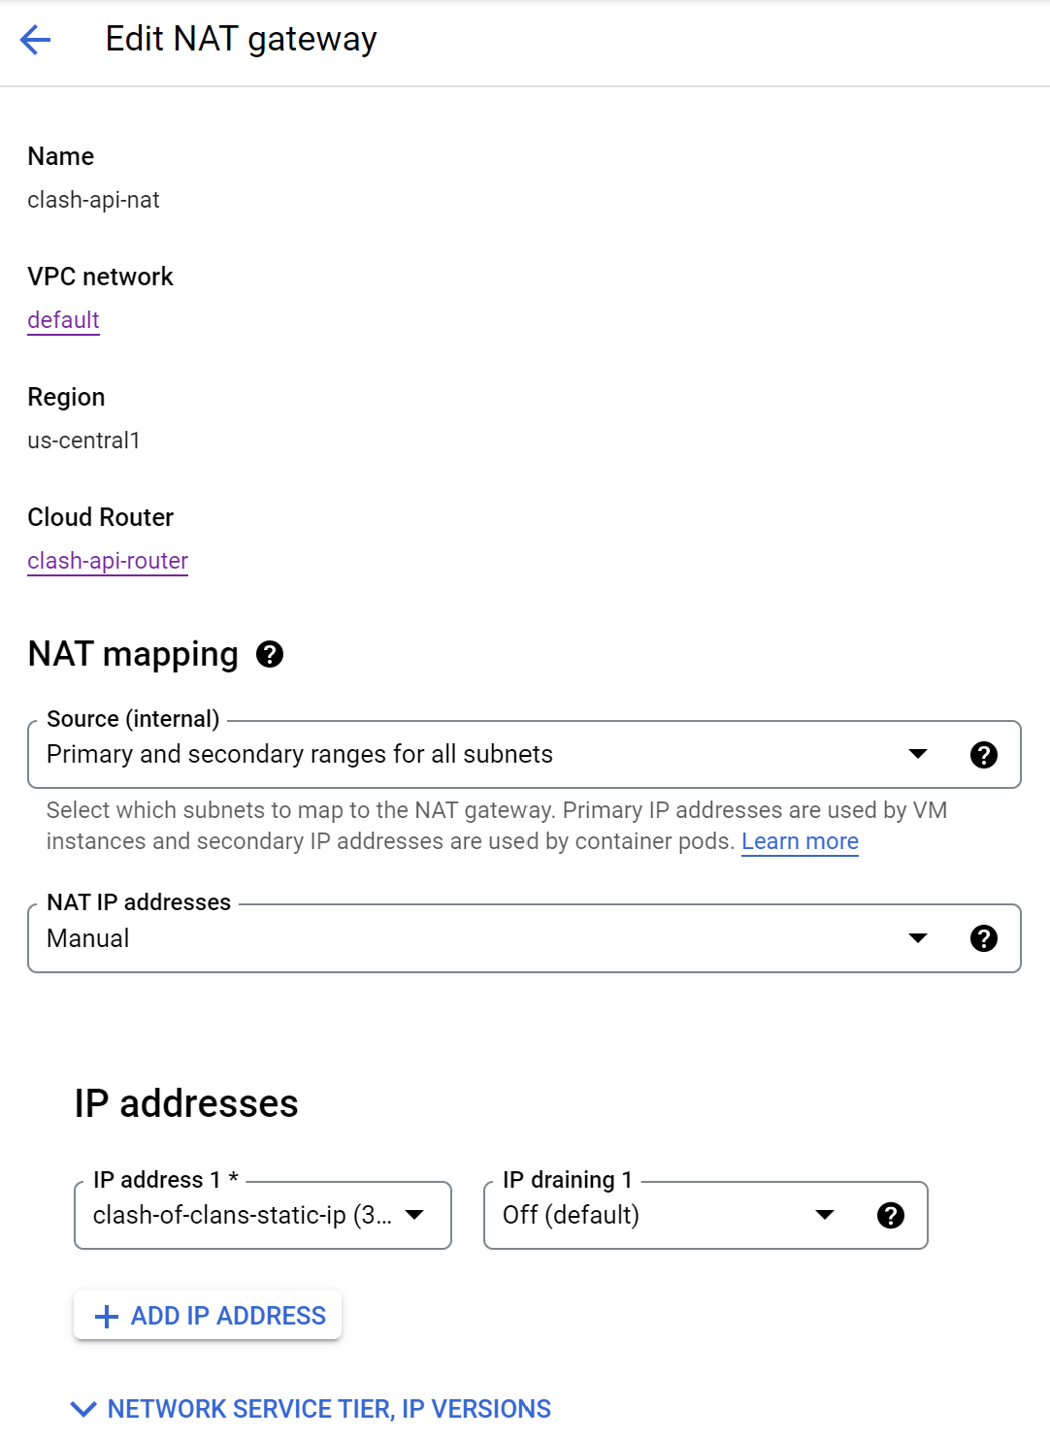 Edit NAT gateway
Name
clash-api-nat
VPC network
default
Region
us-central1
Cloud Router
clash-api-router
NAT mapping
Source (internal)
Primary and secondary ranges for all subnets
Select which subnets to map to the NAT gateway. Primary IP addresses are used by VM
instances and secondary IP addresses are used by container pods. Learn more
NAT IP addresses
Manual
IP addresses
IP address 1 *
clash-of-clans-static-ip (3...
IP draining 1
Off (default)
ADD IP ADDRESS
NETWORK SERVICE TIER, IP VERSIONS